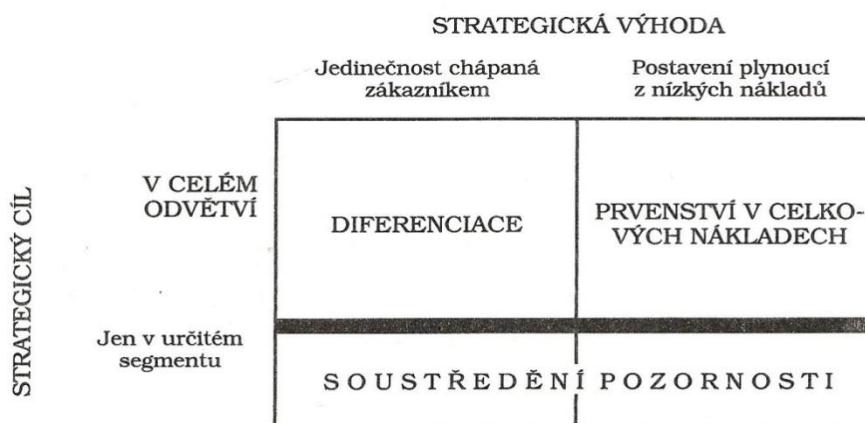 STRATEGICKÁ VÝHODA
Jedinečnost chápaná
zákazníkem
Postavení plynoucí
z nízkých nákladů
STRATEGICKÝ CÍL
V CELÉM
ODVĚTVÍ
DIFERENCIACE
PRVENSTVÍ V CELKO-
VÝCH NÁKLADECH
Jen v určitém
segmentu
SOUSTŘEDĚNÍ POZORNOSTI